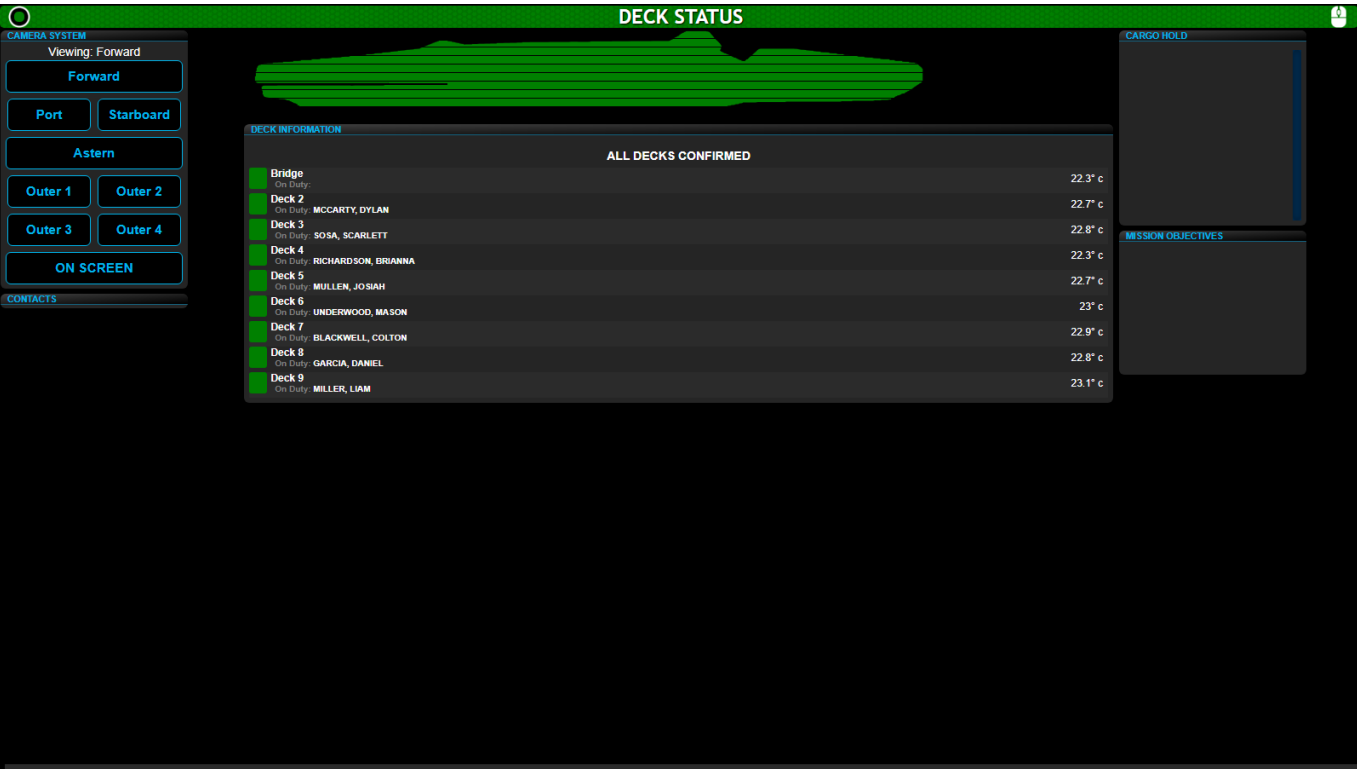 DECK STATUS
CAMERA SYSTEM
Viewing: Forward
Forward
Port
Starboard
Astern
Outer 1
Outer 2
Outer 3
Outer 4
ON SCREEN
CONTACTS
DECK INFORMATION
ALL DECKS CONFIRMED
Bridge
On Duty:
22.3° c
Deck 2
On Duty: MCCARTY, DYLAN
22.7° c
Deck 3
On Duty: SOSA, SCARLETT
22.8° c
Deck 4
On Duty: RICHARDSON, BRIANNA
22.3° c
Deck 5
On Duty: MULLEN, JOSIAH
22.7° c
Deck 6
On Duty: UNDERWOOD, MASON
23° c
Deck 7
On Duty: BLACKWELL, COLTON
22.9° c
Deck 8
On Duty: GARCIA, DANIEL
22.8° c
Deck 9
On Duty: MILLER, LIAM
23.1° c
CARGO HOLD
MISSION OBJECTIVES